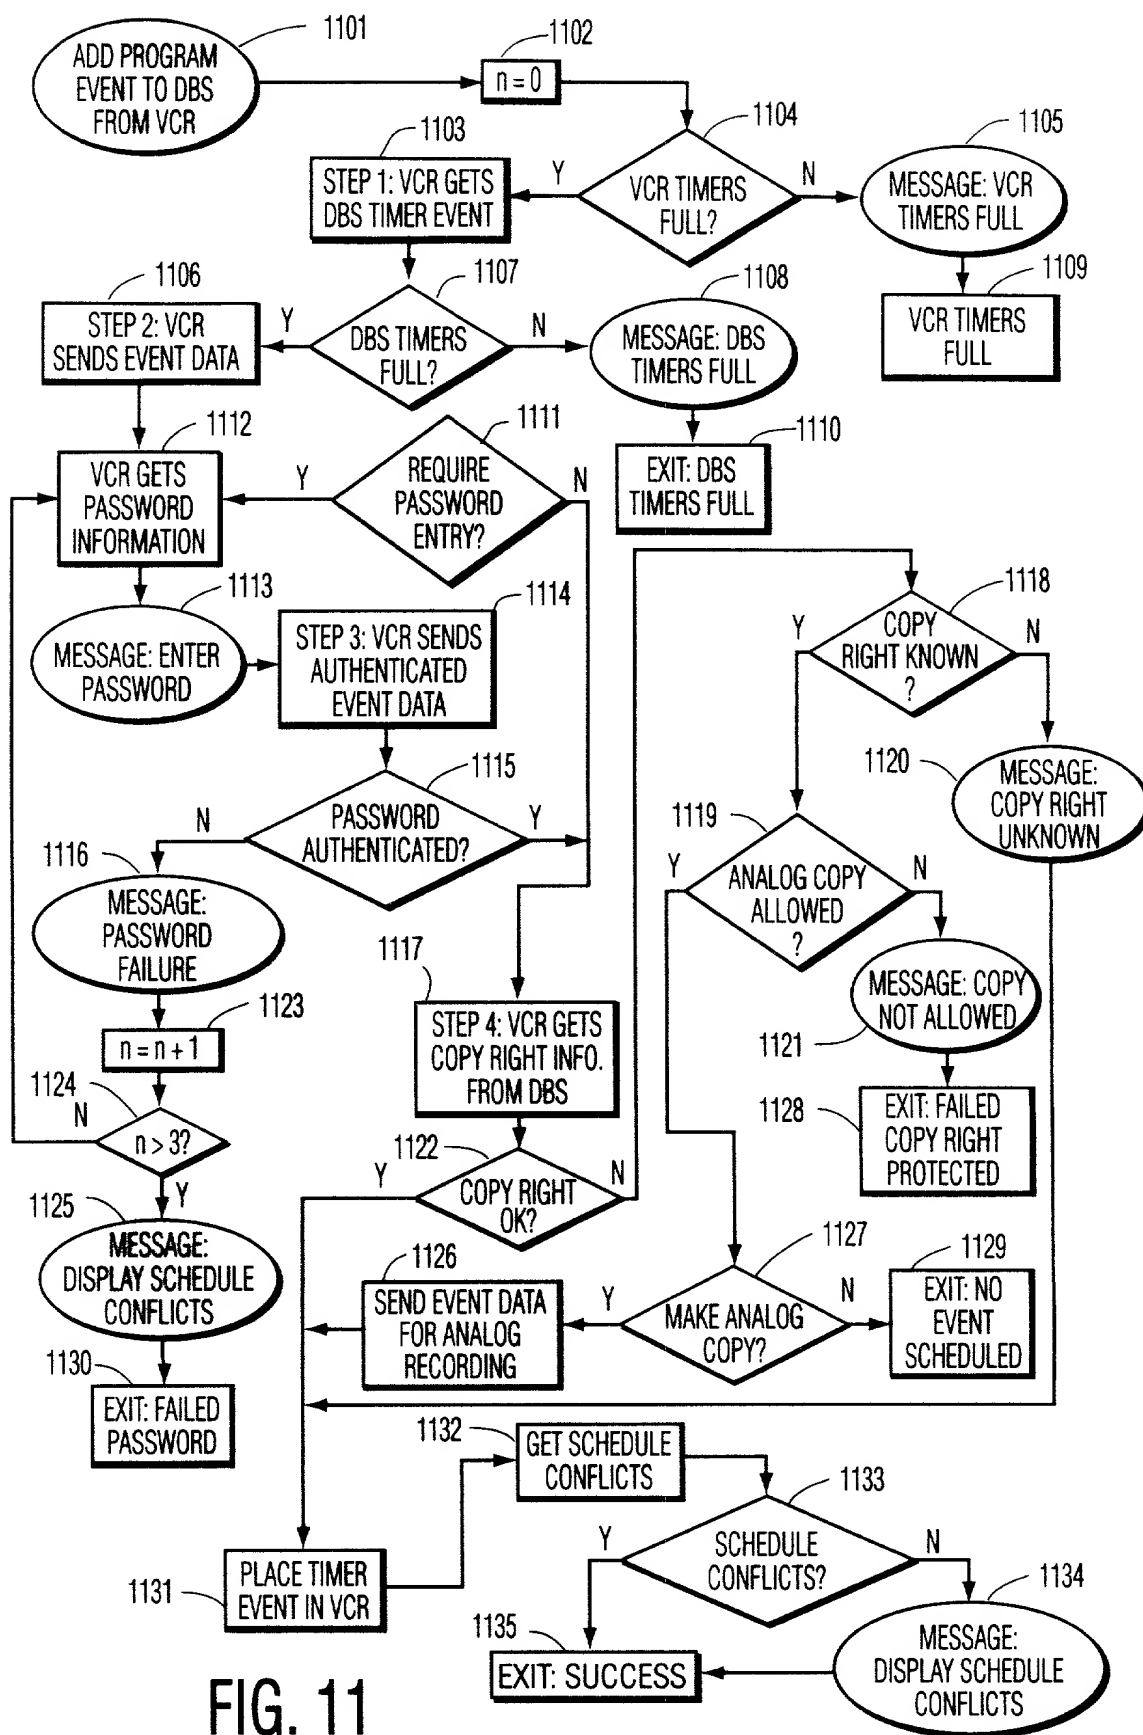 1101
ADD PROGRAM
EVENT TO DBS
FROM VCR
1102
n = 0
1103
STEP 1: VCR GETS
DBS TIMER EVENT
Y
1104
VCR TIMERS
FULL?
N
1105
MESSAGE: VCR
TIMERS FULL
1106
STEP 2: VCR
SENDS EVENT DATA
Y
1107
DBS TIMERS
FULL?
N
1108
MESSAGE: DBS
TIMERS FULL
1109
VCR TIMERS
FULL
1110
EXIT: DBS
TIMERS FULL
1112
VCR GETS
PASSWORD
INFORMATION
Y
1111
REQUIRE
PASSWORD
ENTRY?
N
1113
MESSAGE: ENTER
PASSWORD
1114
STEP 3: VCR SENDS
AUTHENTICATED
EVENT DATA
1118
Y
COPY
RIGHT KNOWN
?
N
1115
N
PASSWORD
AUTHENTICATED?
Y
1120
MESSAGE:
COPY RIGHT
UNKNOWN
1119
Y
ANALOG COPY
ALLOWED
?
N
1116
MESSAGE:
PASSWORD
FAILURE
1117
STEP 4: VCR GETS
COPY RIGHT INFO.
FROM DBS
MESSAGE: COPY
NOT ALLOWED
1121
1123
n = n + 1
1124
N
n > 3?
Y
1128
EXIT: FAILED
COPY RIGHT
PROTECTED
1122
Y
COPY RIGHT
OK?
N
1125
MESSAGE:
DISPLAY SCHEDULE
CONFLICTS
1126
SEND EVENT DATA
FOR ANALOG
RECORDING
Y
1127
MAKE ANALOG
COPY?
N
1129
EXIT: NO
EVENT
SCHEDULED
1130
EXIT: FAILED
PASSWORD
1132
GET SCHEDULE
CONFLICTS
1133
Y
SCHEDULE
CONFLICTS?
N
1131
PLACE TIMER
EVENT IN VCR
1134
MESSAGE:
DISPLAY SCHEDULE
CONFLICTS
1135
EXIT: SUCCESS
FIG. 11